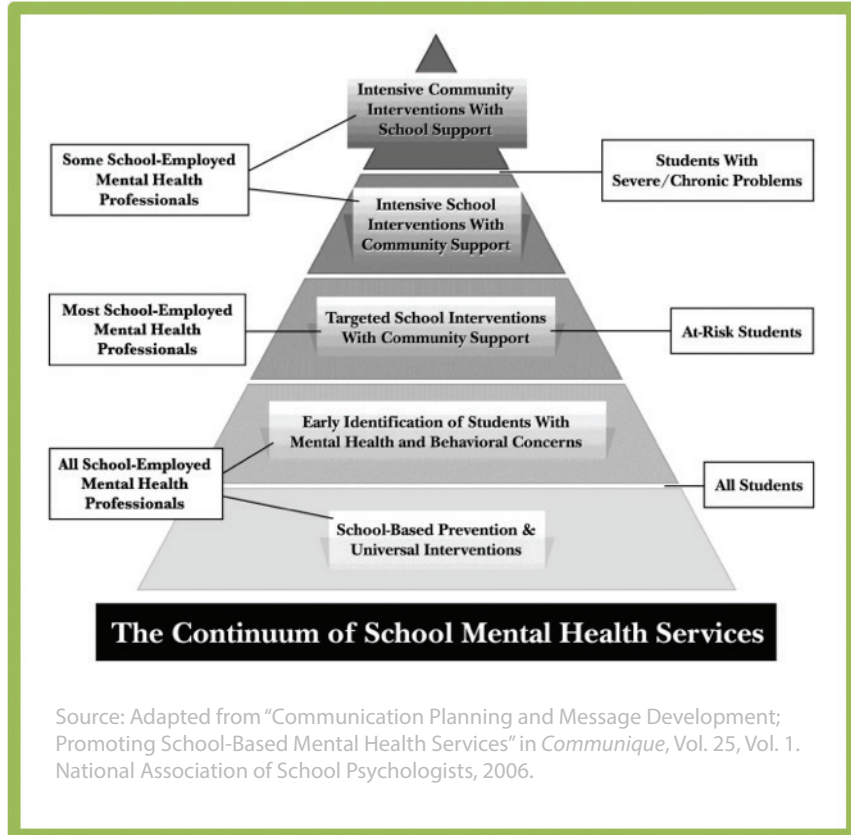 Intensive Community
Interventions With
School Support
Some School-Employed
Mental Health
Professionals
Students With
Severe/Chronic Problems
Intensive School
Interventions With
Community Support
Most School-Employed
Mental Health
Professionals
Targeted School Interventions
With Community Support
At-Risk Students
Early Identification of Students With
Mental Health and Behavioral Concerns
All School-Employed
Mental Health
Professionals
All Students
School-Based Prevention &
Universal Interventions
The Continuum of School Mental Health Services
Source: Adapted from “Communication Planning and Message Development;
Promoting School-Based Mental Health Services” in Communique, Vol. 25, Vol. 1.
National Association of School Psychologists, 2006.